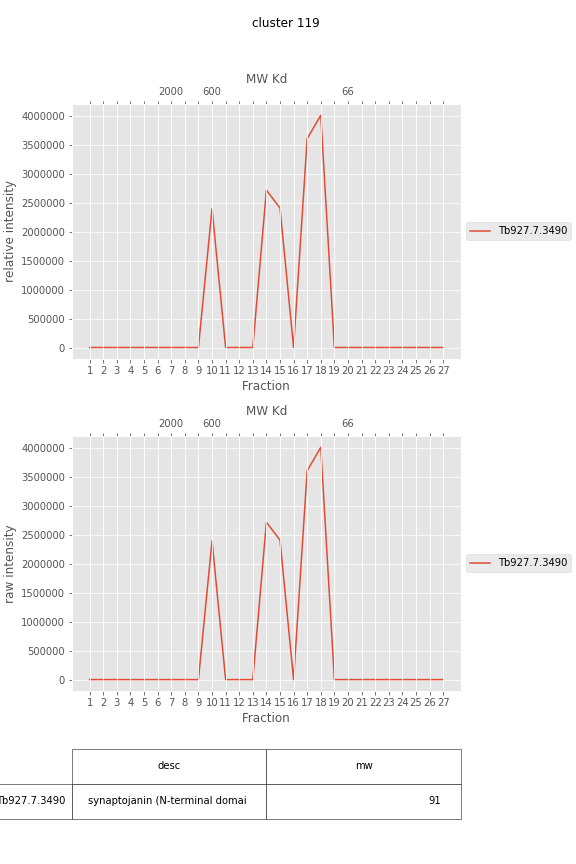 cluster 119
MW Kd
2000 600 66
4000000
3500000
3000000
2500000
2000000
1500000
1000000
500000
0
relative intensity
Tb927.7.3490
1 2 3 4 5 6 7 8 9 10 11 12 13 14 15 16 17 18 19 20 21 22 23 24 25 26 27
Fraction
MW Kd
2000 600 66
4000000
3500000
3000000
2500000
2000000
1500000
1000000
500000
0
raw intensity
Tb927.7.3490
1 2 3 4 5 6 7 8 9 10 11 12 13 14 15 16 17 18 19 20 21 22 23 24 25 26 27
Fraction
desc mw
Tb927.7.3490 synaptojanin (N-terminal domai 91